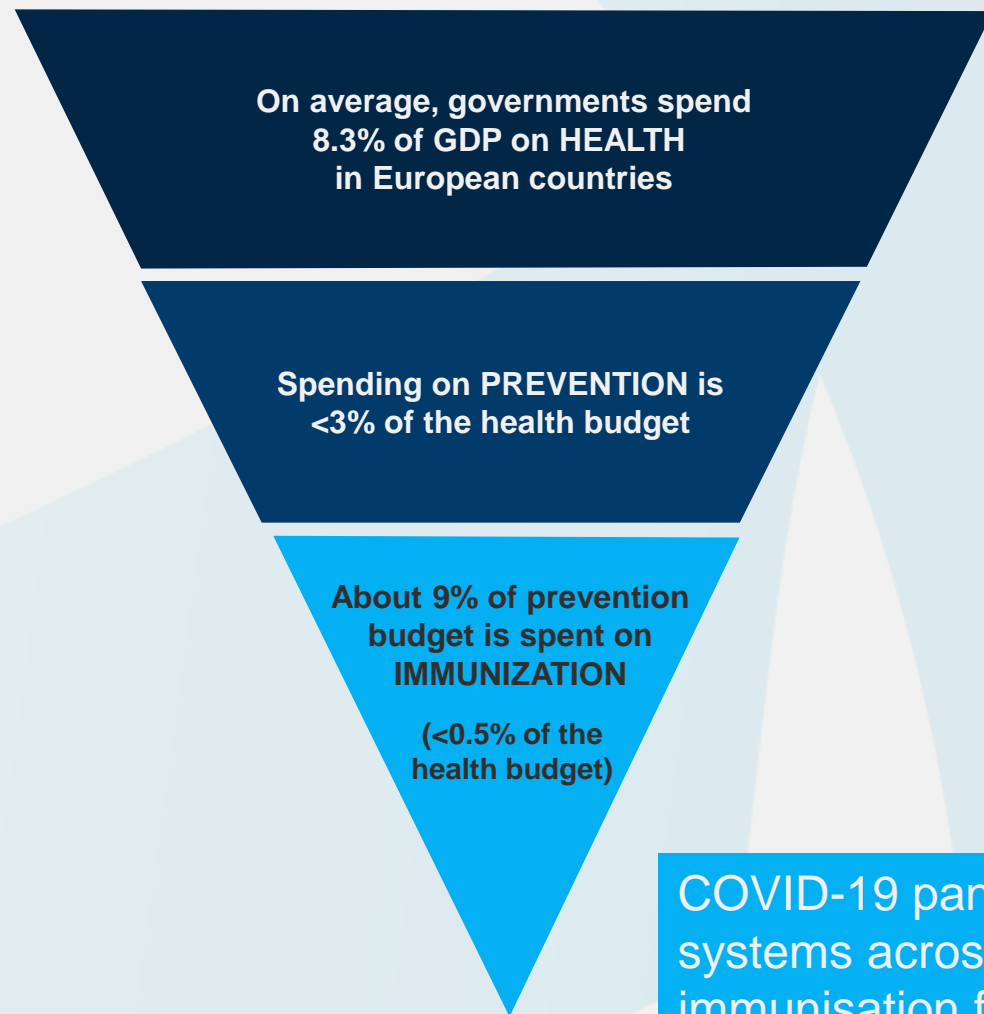 On average, governments spend
8.3% of GDP on HEALTH
in European countries
Spending on PREVENTION is
<3% of the health budget
About 9% of prevention
budget is spent on
IMMUNIZATION
(<0.5% of the
health budget)
COVID-19
systems
immunisation